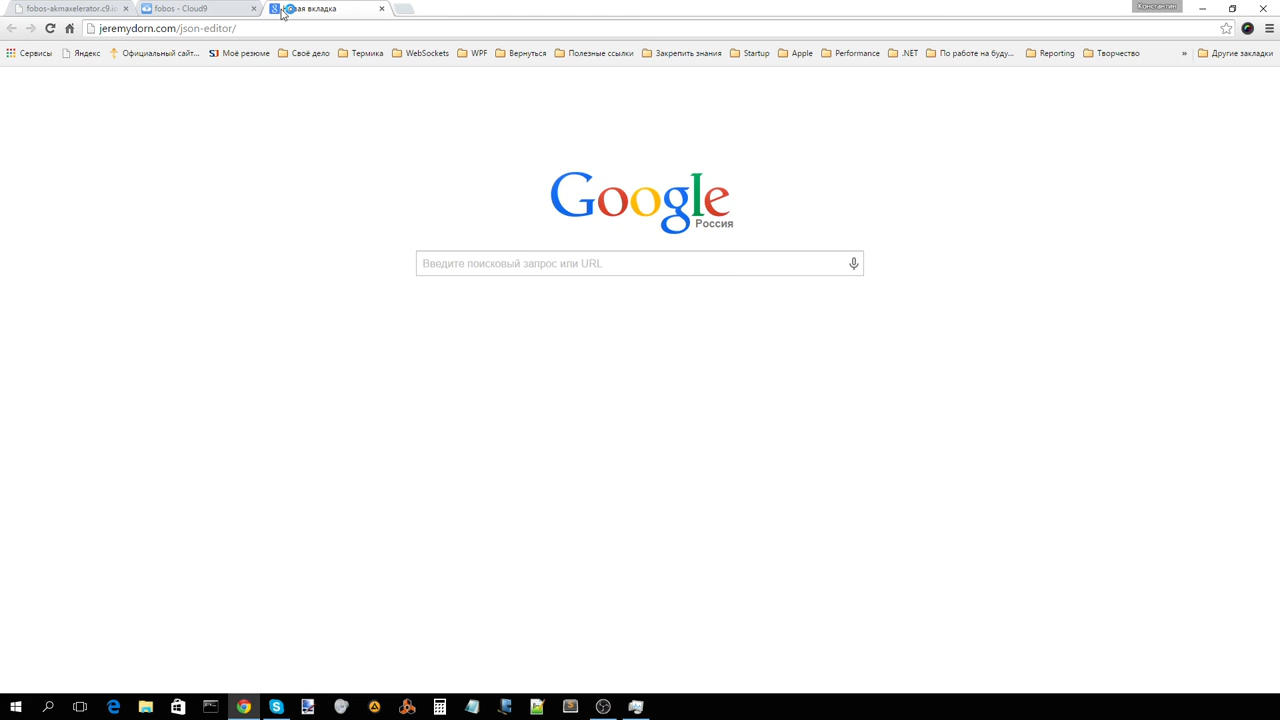 fobos-akmaxelerator.c9.i
fobos - Cloud9
вая вкладка
Константин
jeremydorn.com/json-editor/
Сервисы
Яндекс
Официальный сайт...
Моё резюме
Своё дело
Термика
WebSockets
WPF
Вернуться
Полезные ссылки
Закрепить знания
Startup
Apple
Performance
.NET
По работе на буду...
Reporting
Творчество
»
Другие закладки
Google
Россия
Введите поисковый запрос или URL